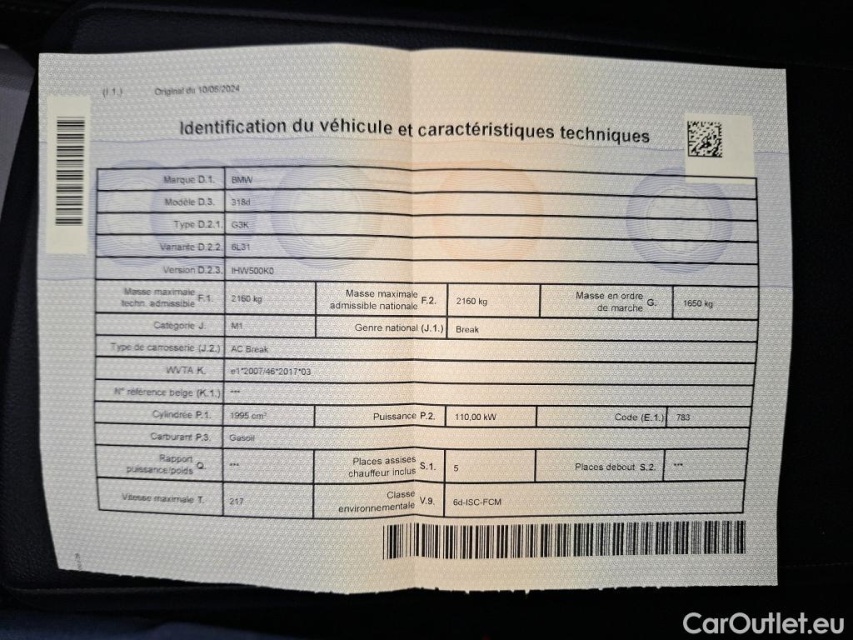 (I.1.) Original du 10/05/2024
Identification du véhicule et caractéristiques techniques
Marque D.1. BMW
Modèle D.3. 318d
Type D.2.1. G3K
Variante D.2.2. 6L31
Version D.2.3. IHW500K0
Masse maximale techn. admissible F.1. 2160 kg Masse maximale admissible nationale F.2. 2160 kg Masse en ordre de marche G. 1650 kg
Catégorie J. M1 Genre national (J.1.) Break
Type de carrosserie (J.2.) AC Break
WVTA K. e1*2007/46*2017*03
N° référence belge (K.1.) ---
Cylindrée P.1. 1995 cm³ Puissance P.2. 110,00 kW Code (E.1.) 783
Carburant P.3. Gasoil
Rapport puissance/poids Q. --- Places assises chauffeur inclus S.1. 5 Places debout S.2. ---
Vitesse maximale T. 217 Classe environnementale V.9. 6d-ISC-FCM
CarOutlet.eu